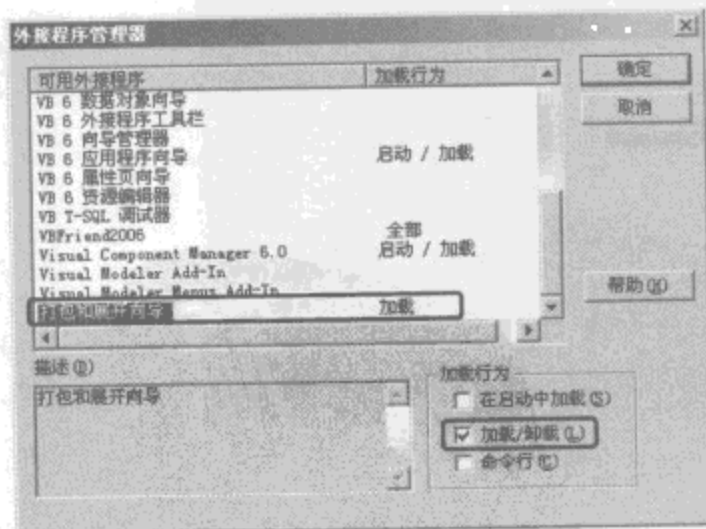 外接程序管理器
可用外接程序 加载行为
VB 6 数据对象向导
VB 6 外接程序工具栏
VB 6 向导管理器
VB 6 应用程序向导 启动 / 加载
VB 6 属性页向导
VB 6 资源编辑器
VB T-SQL 调试器
VBFriend2006 全部
Visual Component Manager 6.0 启动 / 加载
Visual Modeler Add-In
Visual Modeler Menus Add-In
打包和展开向导 加载
确定
取消
帮助(H)
描述(D)
打包和展开向导
加载行为
在启动中加载(S)
加载/卸载(L)
命令行(C)